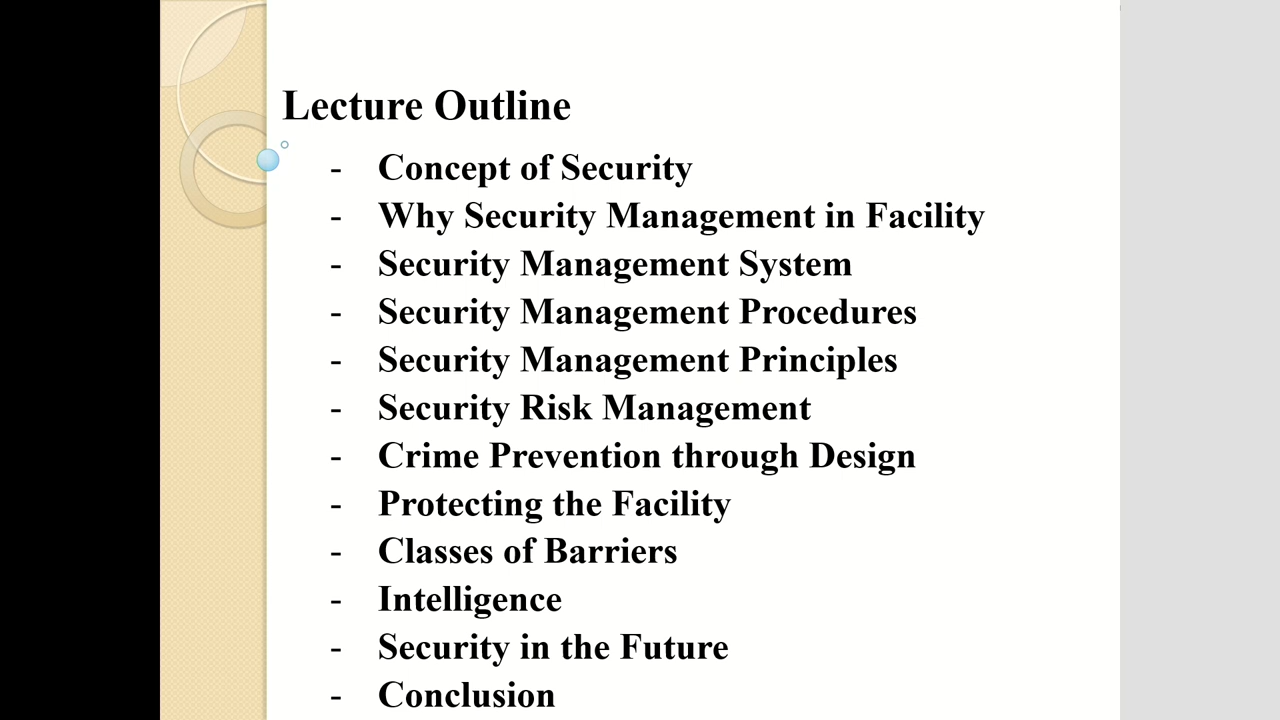 Lecture Outline
- Concept of Security
- Why Security Management in Facility
- Security Management System
- Security Management Procedures
- Security Management Principles
- Security Risk Management
- Crime Prevention through Design
- Protecting the Facility
- Classes of Barriers
- Intelligence
- Security in the Future
- Conclusion